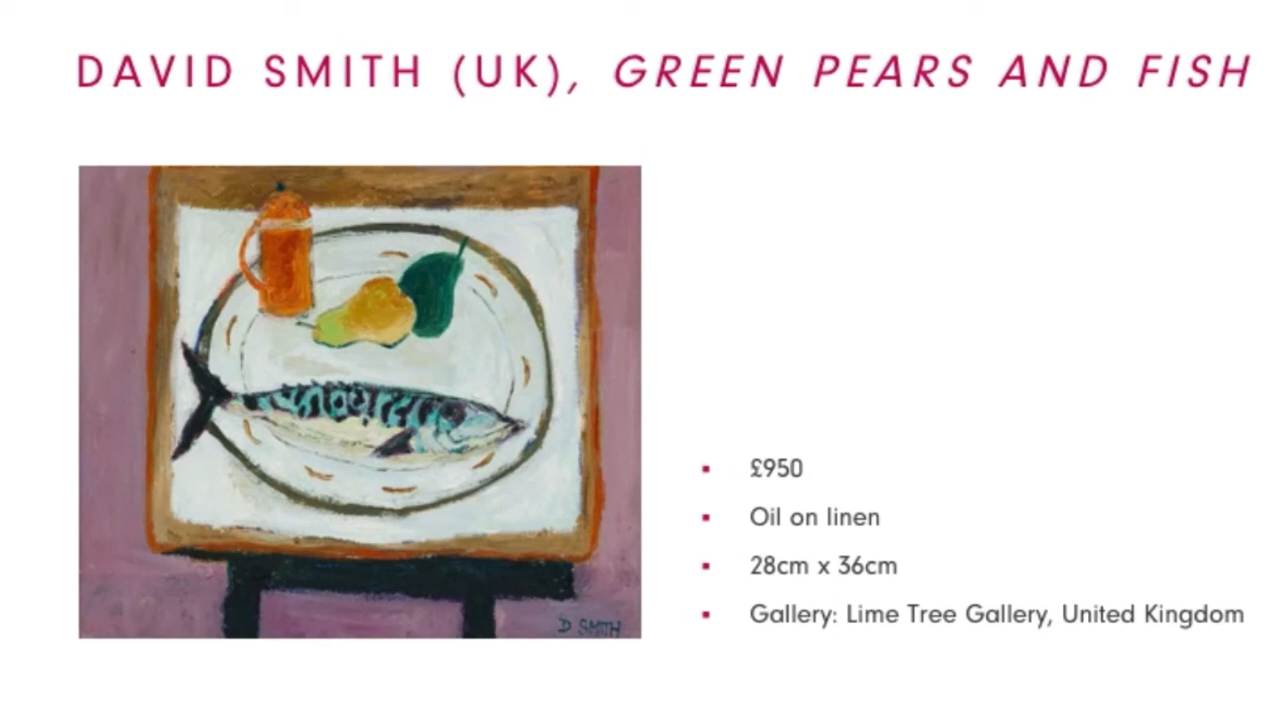 DAVID SMITH (UK), GREEN PEARS AND FISH
£950
Oil on linen
28cm x 36cm
Gallery: Lime Tree Gallery, United Kingdom
D SMITH